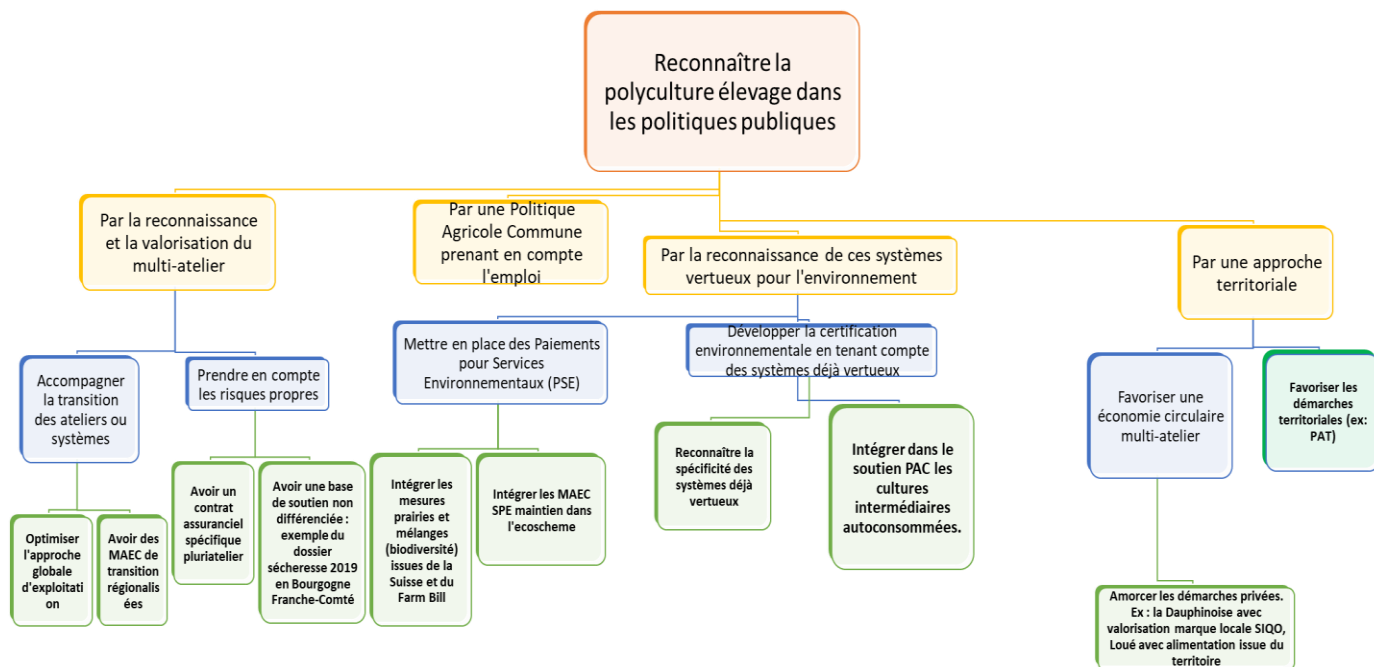 Reconnaître la
polyculture élevage dans
les politiques publiques
Par la reconnaissance
et la valorisation du
multi-atelier
Par une Politique
Agricole Commune
prenant en compte
l'emploi
Par la reconnaissance de ces systèmes
vertueux pour l'environnement
Par une approche
territoriale
Accompagner
la transition
des ateliers ou
systèmes
Prendre en compte
les risques propres
Mettre en place des Paiements
pour Services
Environnementaux (PSE)
Développer la certification
environnementale en tenant compte
des systèmes déjà vertueux
Favoriser une
économie circulaire
multi-atelier
Favoriser les
démarches
territoriales (ex:
PAT)
Optimiser
l'approche
globale
d'exploitati
on
Avoir des
MAEC de
transition
régionalis
ées
Avoir un
contrat
assuranciel
spécifique
pluriatelier
Avoir une base
de soutien non
différenciée :
exemple du
dossier
sécheresse 2019
en Bourgogne
Franche-Comté
Intégrer les
mesures
prairies et
mélanges
(biodiversité)
issues de la
Suisse et du
Farm Bill
Intégrer les MAEC
SPE maintien dans
l'ecoscheme
Reconnaître la
spécificité des
systèmes déjà
vertueux
Intégrer dans le
soutien PAC les
cultures
intermédiaires
autoconsommées.
Amorcer les démarches privées.
Ex : la Dauphinoise avec
valorisation marque locale SIQO,
Loué avec alimentation issue du
territoire